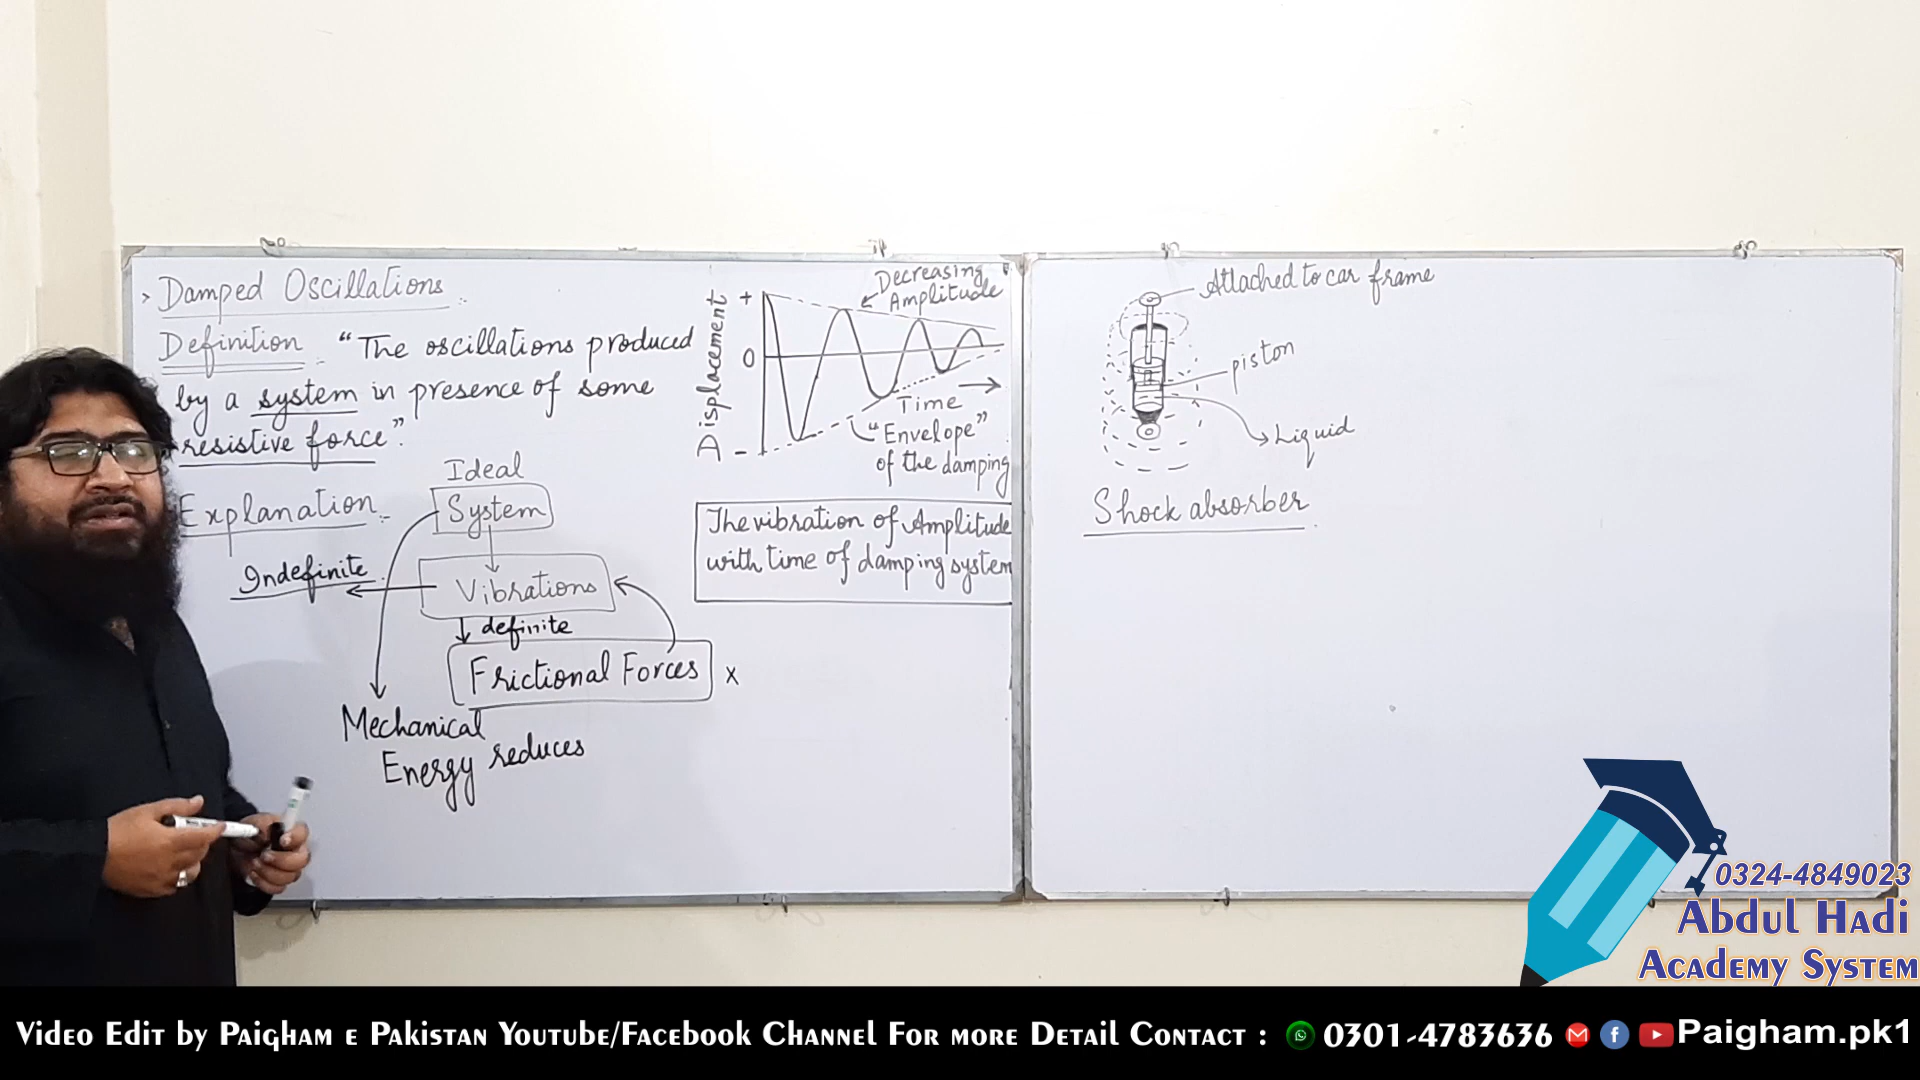 Damped Oscillations
Definition "The oscillations produced
by a system in presence of some
resistive force".
Explanation
Ideal
System
Vibrations
Indefinite
definite
Frictional Forces x
Mechanical
Energy reduces
Displacement
+
0
-
Decreasing
Amplitude
Time
"Envelope"
of the damping
The vibration of Amplitude
with time of damping system
Attached to car frame
piston
Liquid
Shock absorber
0324-4849023
Abdul Hadi
Academy System
Video Edit by Paigham e Pakistan Youtube/Facebook Channel For more Detail Contact : 0301-4783636 Paigham.pk1